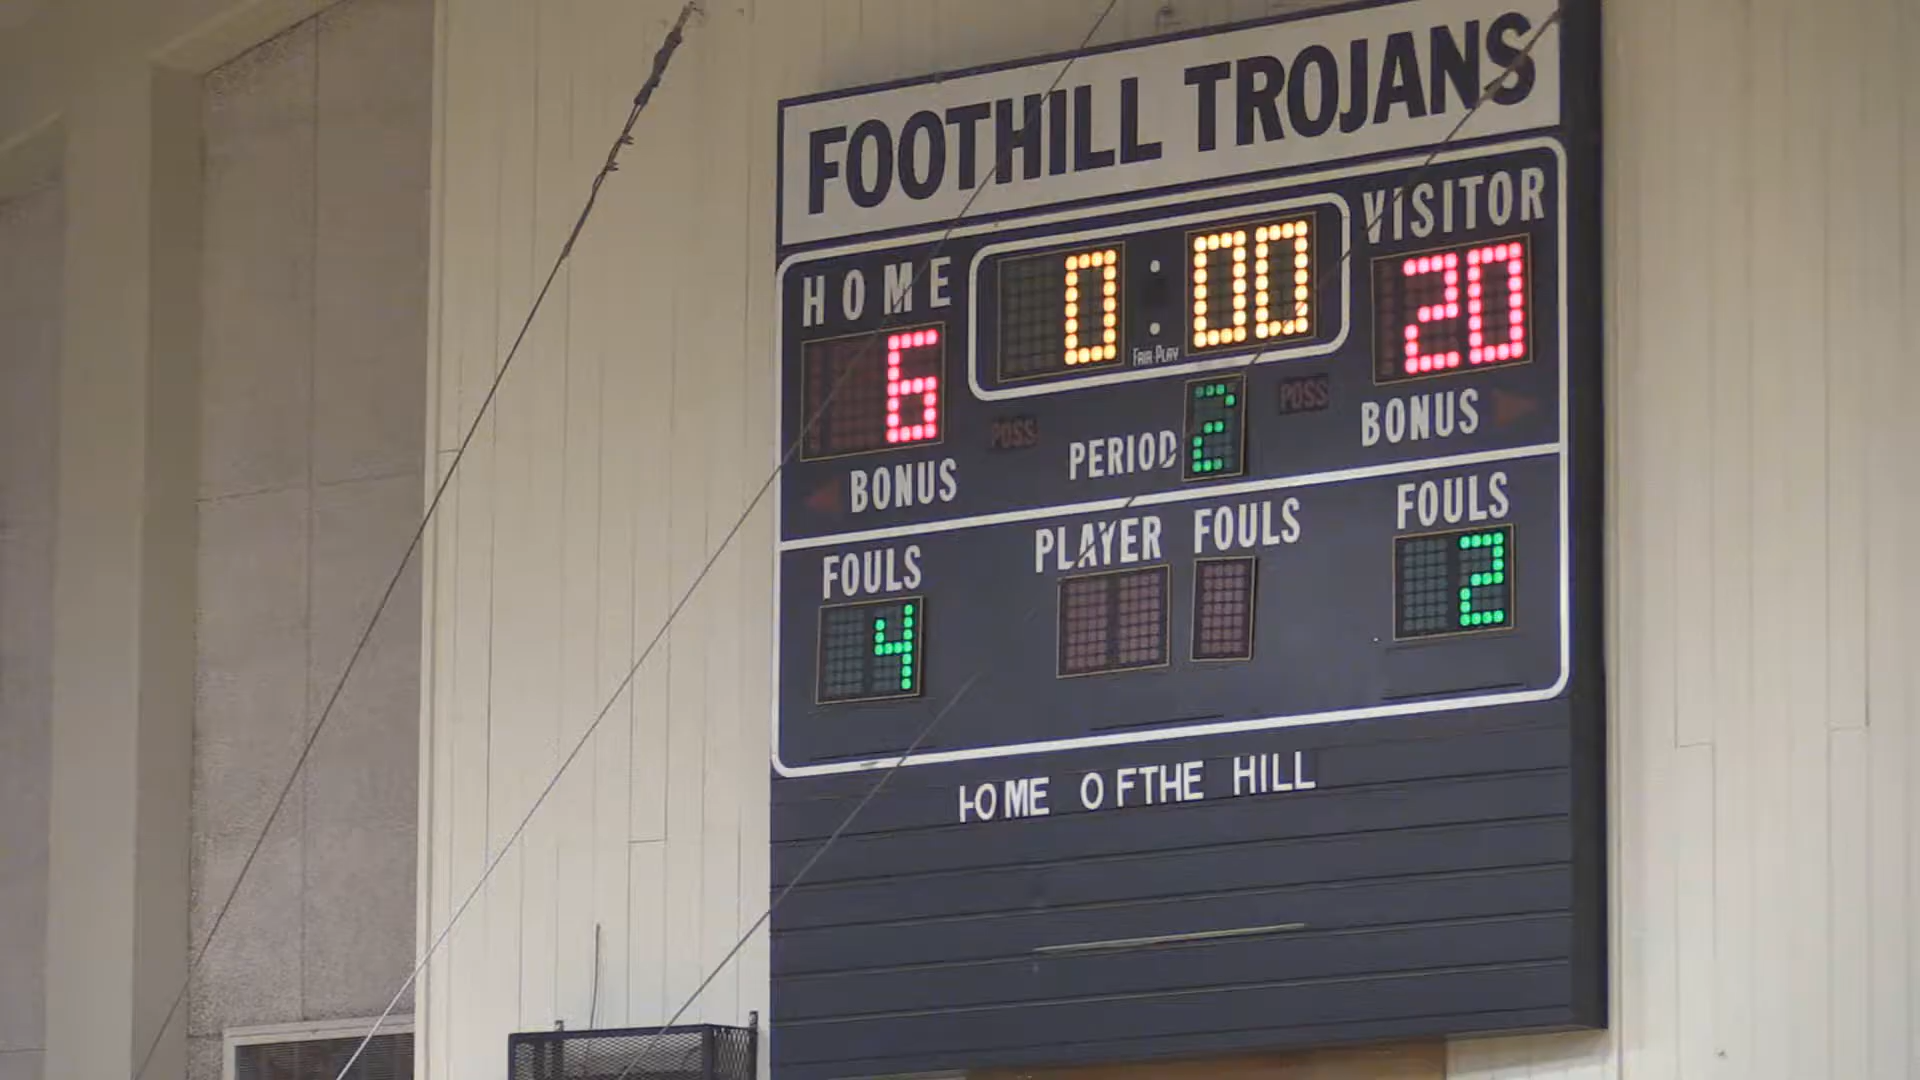 FOOTHILL TROJANS
HOME 0:00 VISITOR
6 FAIR-PLAY 20
POSS PERIOD 2 POSS
BONUS BONUS
FOULS PLAYER FOULS FOULS
4 2
HOME OFTHE HILL